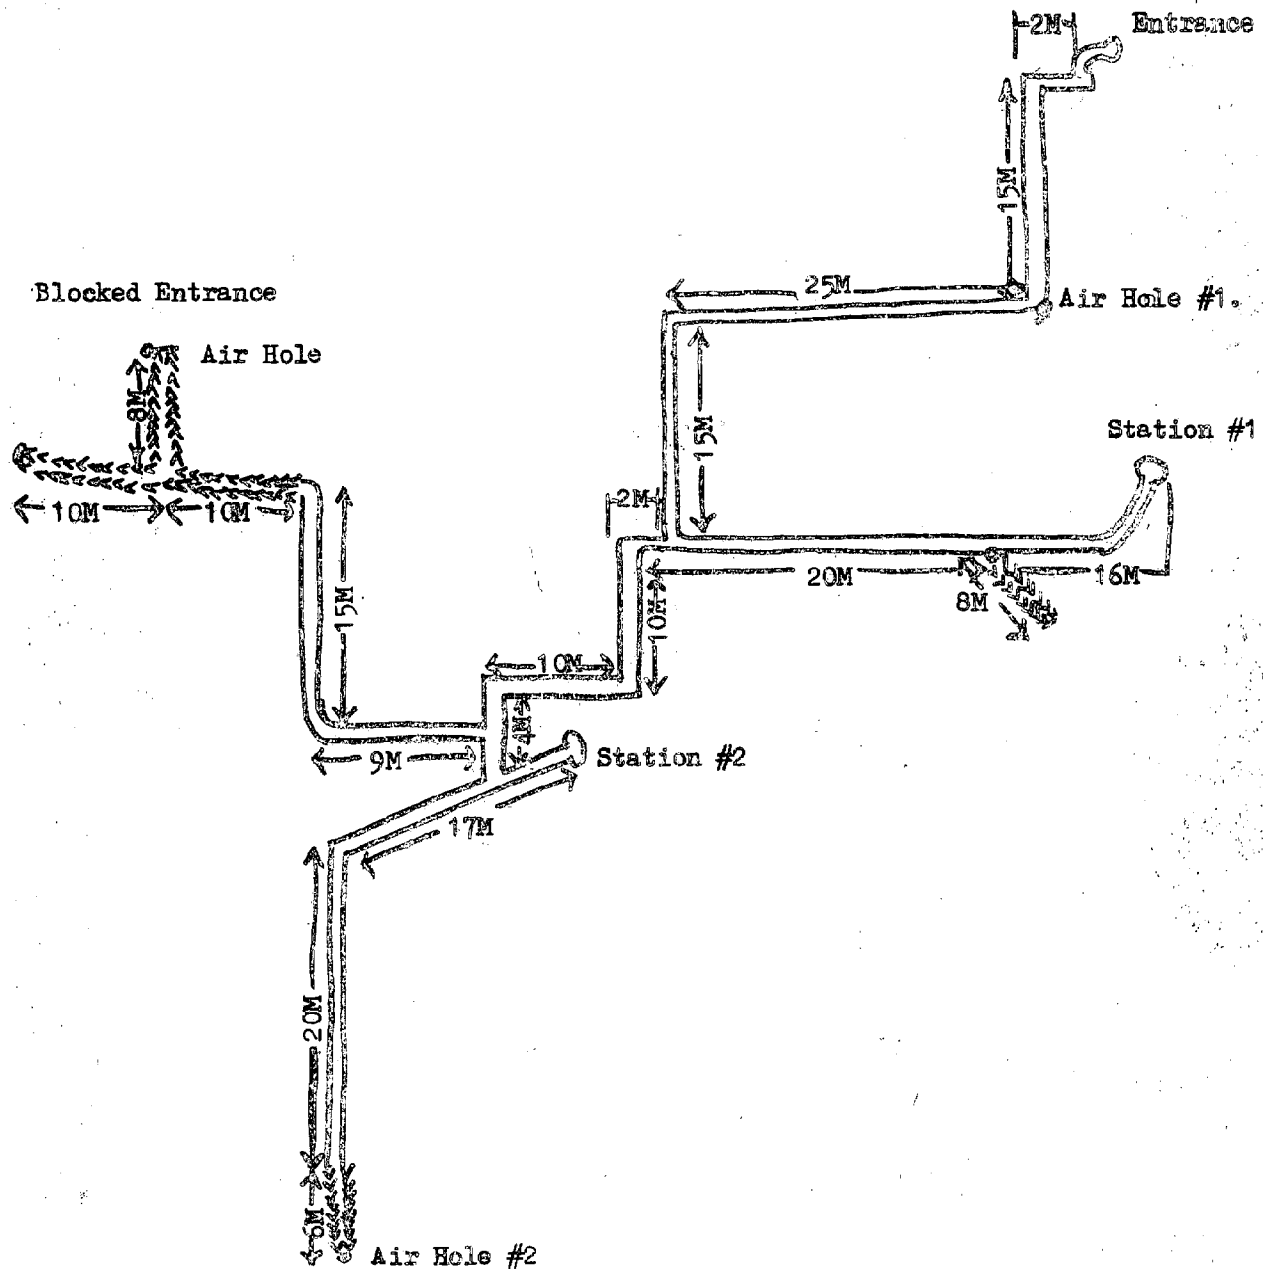 2M
Entrance
15M
25M
Blocked Entrance
Air Hole #1.
Air Hole
8M
15M
Station #1
2M
10M
10M
20M
16M
15M
10M
8M
10M
4M
9M
Station #2
17M
20M
6M
Air Hole #2